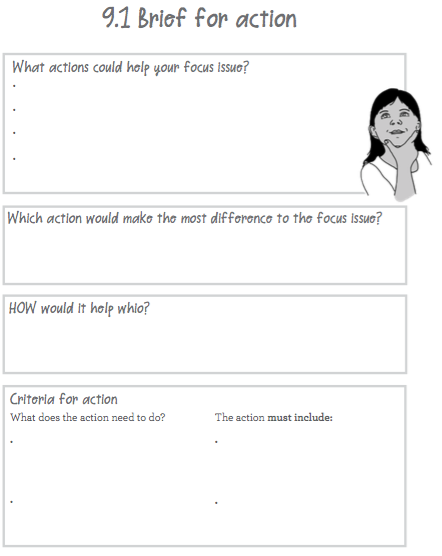 9.1 Brief for action
What actions could help your focus issue?
Which action would make the most difference to the focus issue?
HOW would it help whio?
Criteria for action
What does the action need to do?
The action must include: